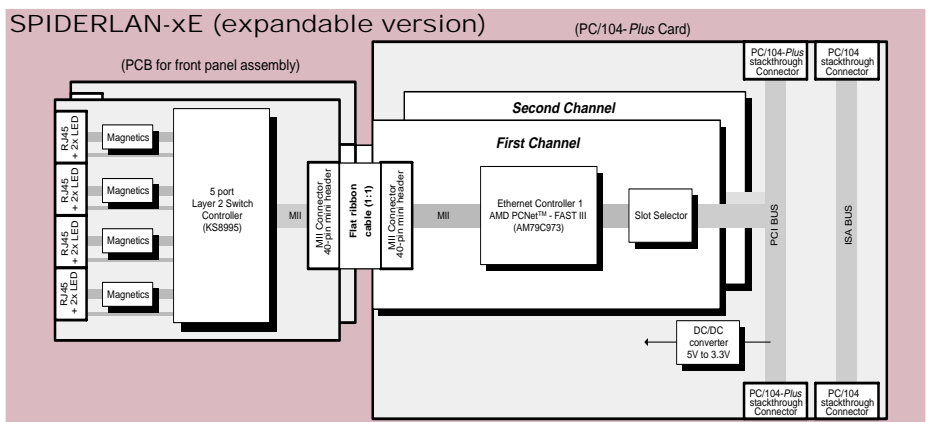 SPIDERLAN-xE (expandable version)
(PC/104-Plus Card)
(PCB for front panel assembly)
PC/104-Plus
stackthrough
Connector
PC/104
stackthrough
Connector
Second Channel
First Channel
RJ45
+ 2x LED
Magnetics
RJ45
+ 2x LED
Magnetics
RJ45
+ 2x LED
Magnetics
RJ45
+ 2x LED
Magnetics
5 port
Layer 2 Switch
Controller
(KS8995)
MII
MII Connector
40-pin mini header
Flat ribbon
cable (1:1)
MII Connector
40-pin mini header
MII
Ethernet Controller 1
AMD PCNet™ - FAST III
(AM79C973)
Slot Selector
PCI BUS
ISA BUS
DC/DC
converter
5V to 3.3V
PC/104-Plus
stackthrough
Connector
PC/104
stackthrough
Connector